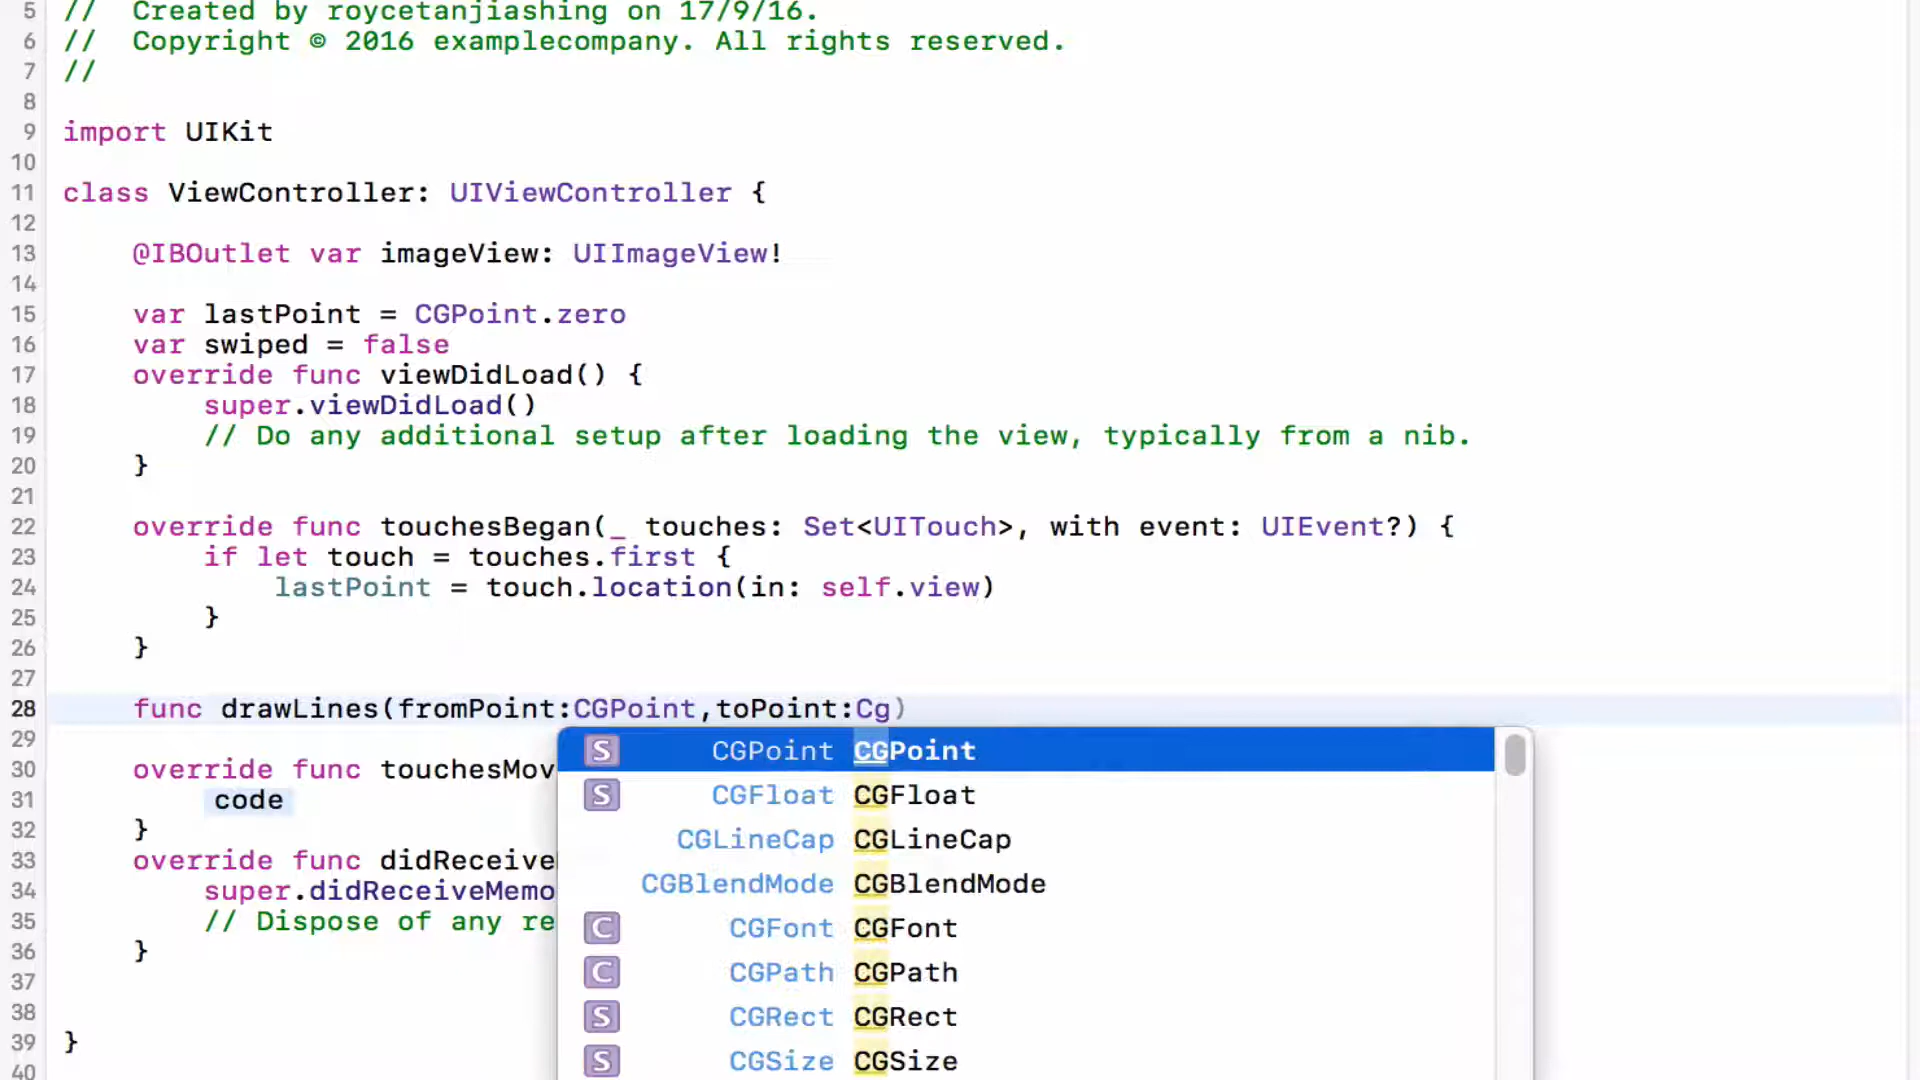 5 // Created by roycetanjiashing on 17/9/16.
6 // Copyright © 2016 examplecompany. All rights reserved.
7 //
8
9 import UIKit
10
11 class ViewController: UIViewController {
12
13 @IBOutlet var imageView: UIImageView!
14
15 var lastPoint = CGPoint.zero
16 var swiped = false
17 override func viewDidLoad() {
18 super.viewDidLoad()
19 // Do any additional setup after loading the view, typically from a nib.
20 }
21
22 override func touchesBegan(_ touches: Set<UITouch>, with event: UIEvent?) {
23 if let touch = touches.first {
24 lastPoint = touch.location(in: self.view)
25 }
26 }
27
28 func drawLines(fromPoint:CGPoint,toPoint:Cg)
29
S CGPoint CGPoint
30 override func touchesMov
S CGFloat CGFloat
31 code
32 }
CGLineCap CGLineCap
33 override func didReceive
34 super.didReceiveMemo
CGBlendMode CGBlendMode
35 // Dispose of any re
C CGFont CGFont
36 }
37
C CGPath CGPath
38
S CGRect CGRect
39 }
40
S CGSize CGSize